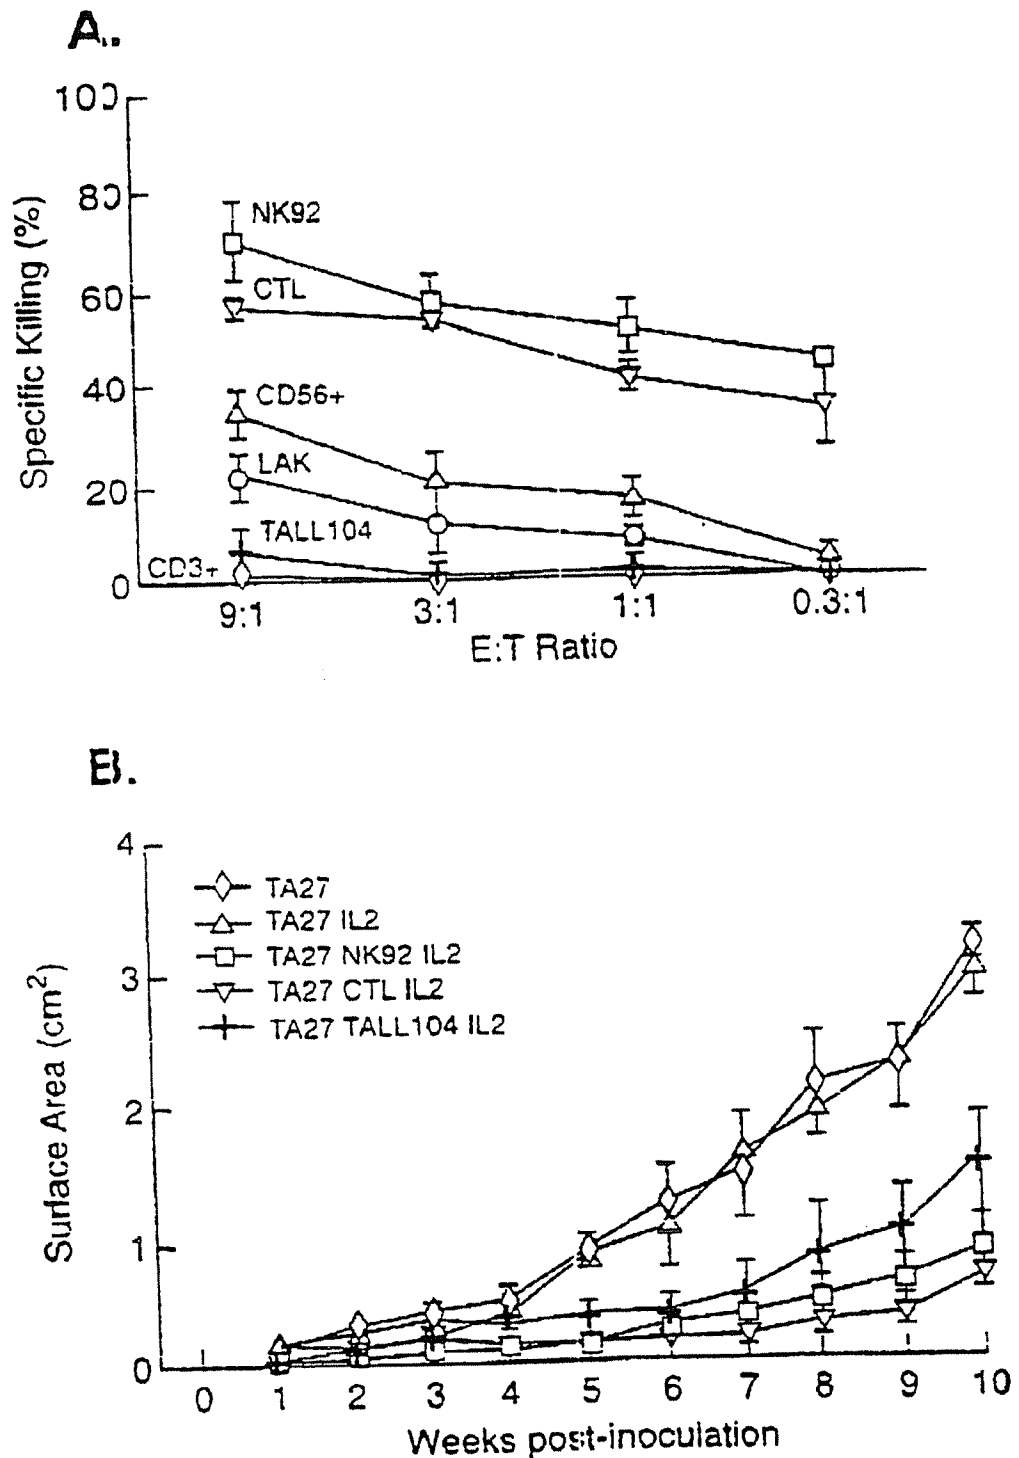 A.
100
80
60
40
20
0
Specific Killing (%)
NK92
CTL
CD56+
LAK
TALL104
CD3+
9:1 3:1 1:1 0.3:1
E:T Ratio
B.
4
3
2
1
0
Surface Area (cm²)
TA27
TA27 IL2
TA27 NK92 IL2
TA27 CTL IL2
TA27 TALL104 IL2
0 1 2 3 4 5 6 7 8 9 10
Weeks post-inoculation